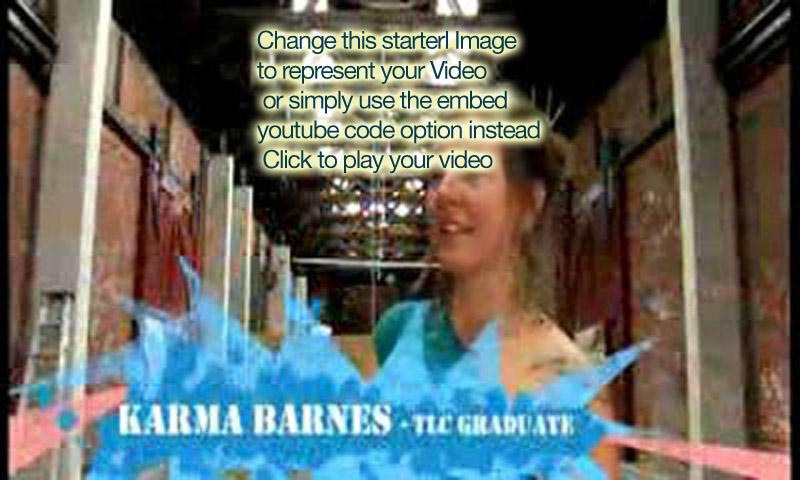 Change this starterl Image
to represent your Video
or simply use the embed
youtube code option instead
Click to play your video
KARMA BARNES - TLC GRADUATE